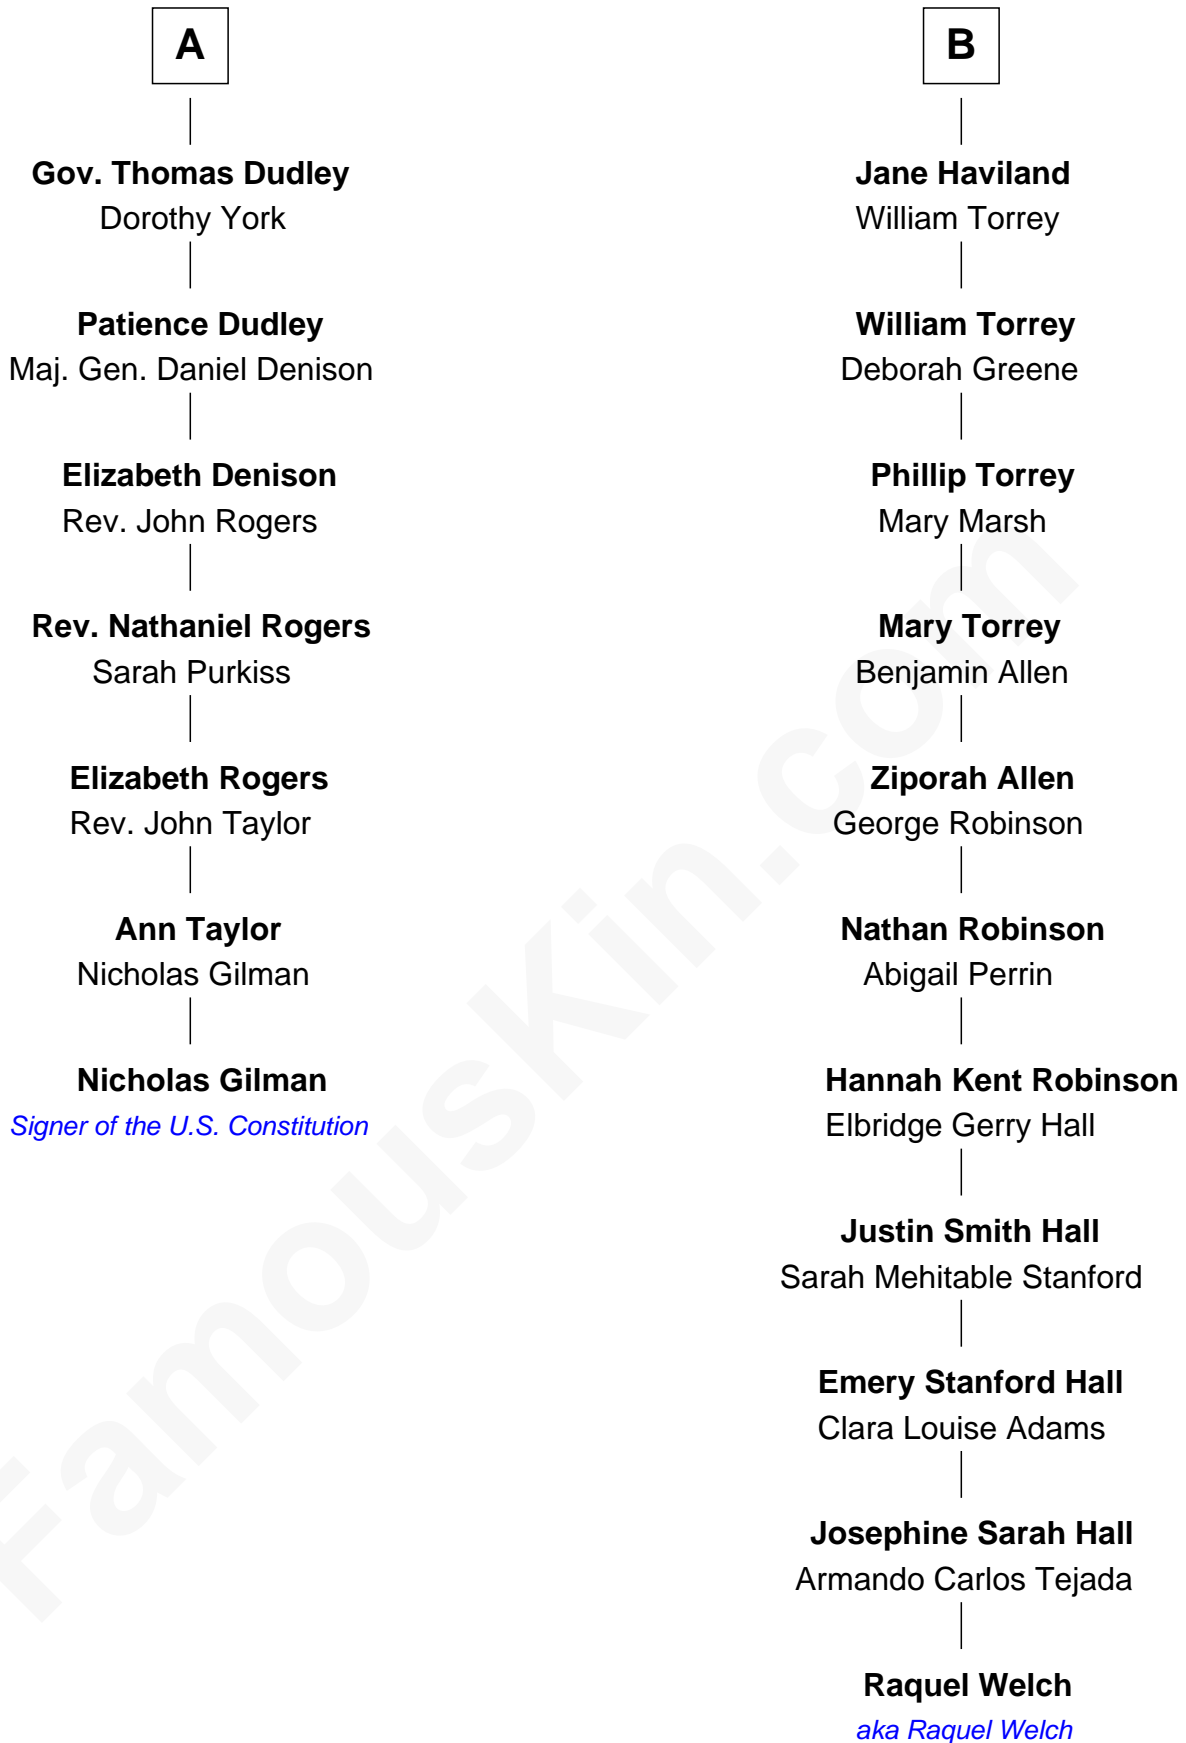 A
Gov. Thomas Dudley
Dorothy York
Patience Dudley
Maj. Gen. Daniel Denison
Elizabeth Denison
Rev. John Rogers
Rev. Nathaniel Rogers
Sarah Purkiss
Elizabeth Rogers
Rev. John Taylor
Ann Taylor
Nicholas Gilman
Nicholas Gilman
Signer of the U.S. Constitution
B
Jane Haviland
William Torrey
William Torrey
Deborah Greene
Phillip Torrey
Mary Marsh
Mary Torrey
Benjamin Allen
Ziporah Allen
George Robinson
Nathan Robinson
Abigail Perrin
Hannah Kent Robinson
Elbridge Gerry Hall
Justin Smith Hall
Sarah Mehitable Stanford
Emery Stanford Hall
Clara Louise Adams
Josephine Sarah Hall
Armando Carlos Tejada
Raquel Welch
aka Raquel Welch
FamousKin.com